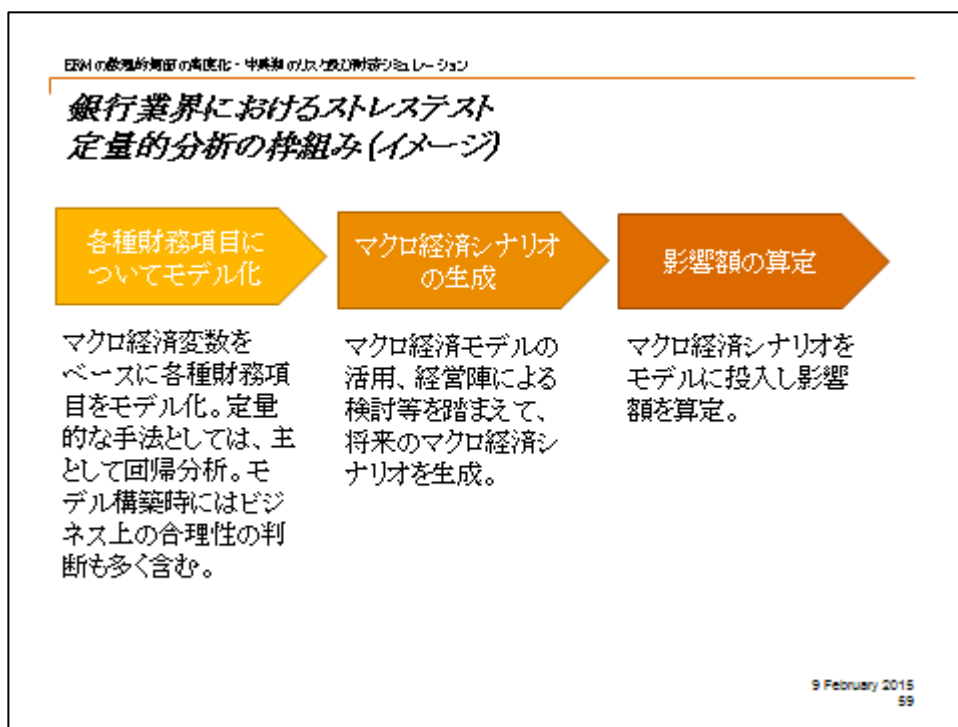 ERMの数理的側面の高度化・中長期のリスク及び財務シミュレーション
銀行業界におけるストレステスト
定量的分析の枠組み(イメージ)
各種財務項目に
ついてモデル化
マクロ経済シナリオ
の生成
影響額の算定
マクロ経済変数を
ベースに各種財務項
目をモデル化。定量
的な手法としては、主
として回帰分析。モ
デル構築時にはビジ
ネス上の合理性の判
断も多く含む。
マクロ経済モデルの
活用、経営陣による
検討等を踏まえて、
将来のマクロ経済シ
ナリオを生成。
マクロ経済シナリオを
モデルに投入し影響
額を算定。
9 February 2015
59